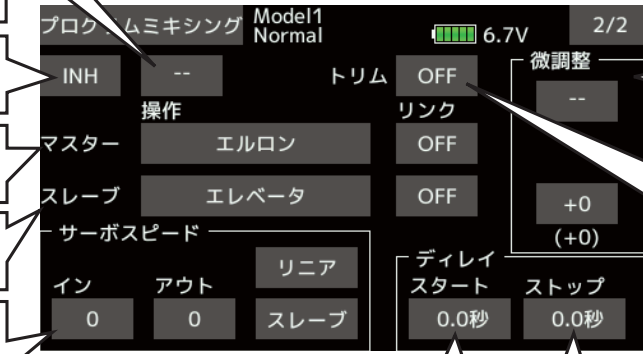 プログラムミキシング Model1 6.7V 2/2
Normal
微調整
INH -- トリム OFF --
操作 リンク
マスター エルロン OFF
スレーブ エレベータ OFF +0
(+0)
サーボスピード
リニア ディレイ
イン アウト スタート ストップ
0 0 スレーブ 0.0秒 0.0秒